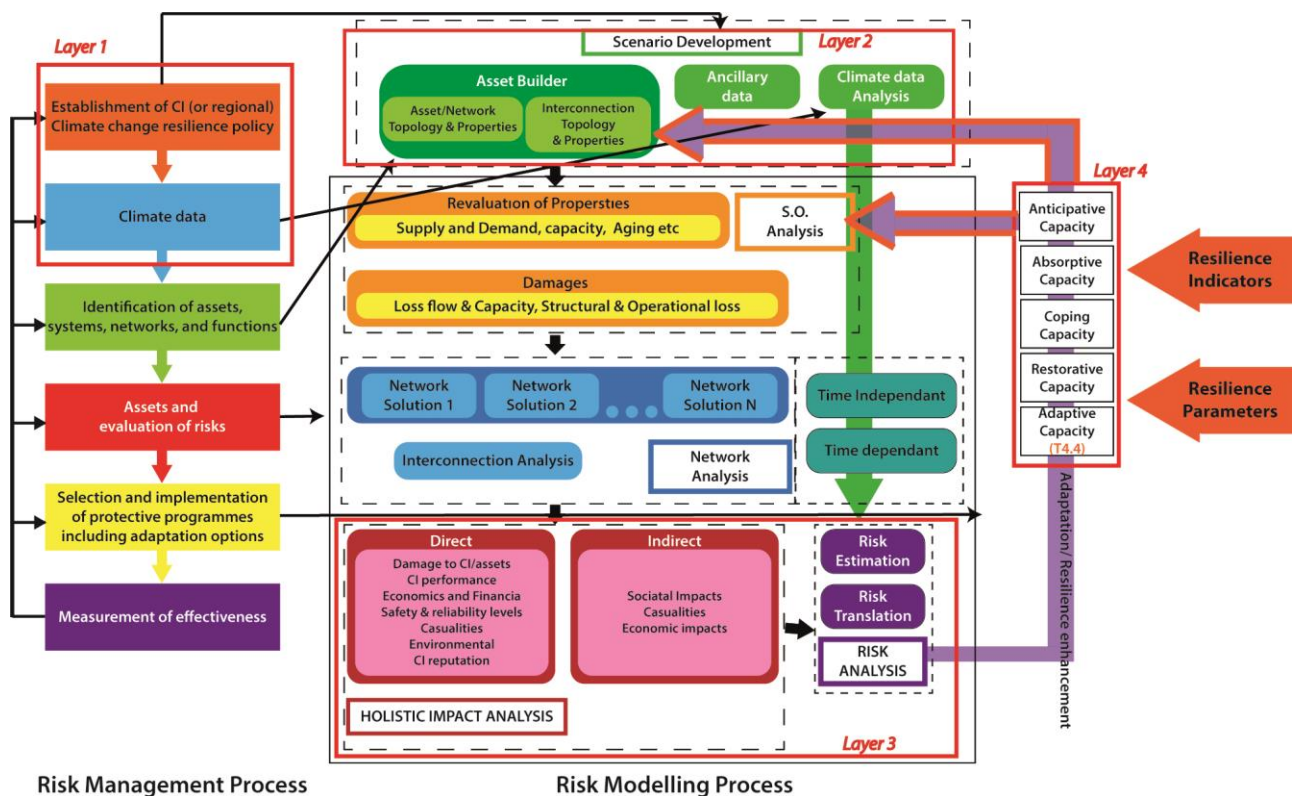 Layer 1
Establishment of CI (or regional)
Climate change resilience policy
Climate data
Identification of assets,
systems, networks, and functions
Assets and
evaluation of risks
Selection and implementation
of protective programmes
including adaptation options
Measurement of effectiveness
Risk Management Process
Scenario Development
Layer 2
Asset Builder
Asset/Network
Topology & Properties
Interconnection
Topology
& Properties
Ancillary
data
Climate data
Analysis
Revaluation of Propersties
Supply and Demand, capacity, Aging etc
S.O.
Analysis
Damages
Loss flow & Capacity, Structural & Operational loss
Network
Solution 1
Network
Solution 2
Network
Solution N
Interconnection Analysis
Network
Analysis
Time Independant
Time dependant
Direct
Damage to CI/assets
CI performance
Economics and Financia
Safety & reliability levels
Casualities
Environmental
CI reputation
Indirect
Sociatal Impacts
Casualities
Economic impacts
Risk
Estimation
Risk
Translation
RISK
ANALYSIS
HOLISTIC IMPACT ANALYSIS
Layer 3
Risk Modelling Process
Layer 4
Anticipative
Capacity
Absorptive
Capacity
Coping
Capacity
Restorative
Capacity
Adaptive
Capacity
(T4.4)
Adaptation/ Resilience enhancement
Resilience
Indicators
Resilience
Parameters